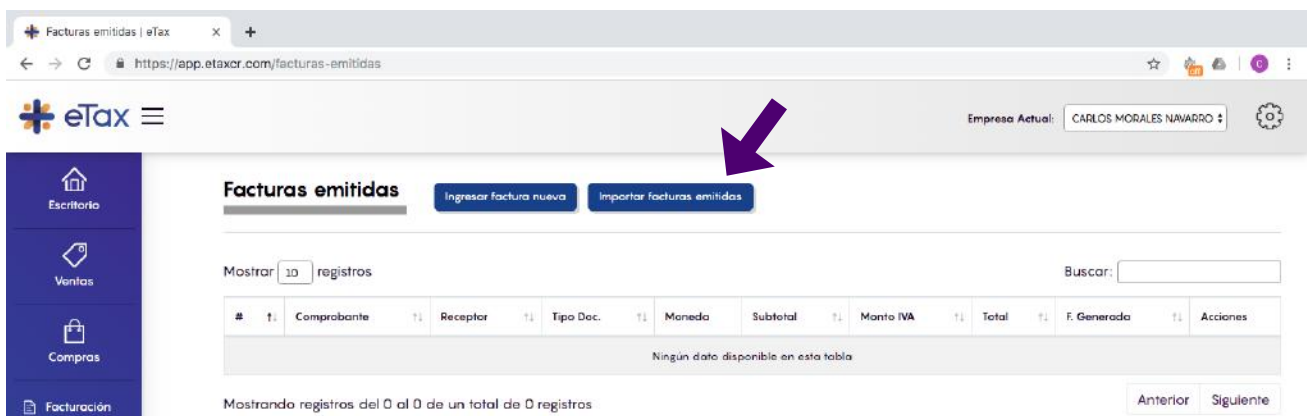 Facturas emitidas | eTax
https://app.etaxcr.com/facturas-emitidas
off
C
eTax
Empresa Actual: CARLOS MORALES NAVARRO
Escritorio
Facturas emitidas
Ingresar factura nueva
Importar facturas emitidas
Ventas
Mostrar 10 registros
Buscar:
# Comprobante Receptor Tipo Doc. Moneda Subtotal Monto IVA Total F. Generada Acciones
Compras
Ningún dato disponible en esta tabla
Facturación
Mostrando registros del 0 al 0 de un total de 0 registros
Anterior Siguiente